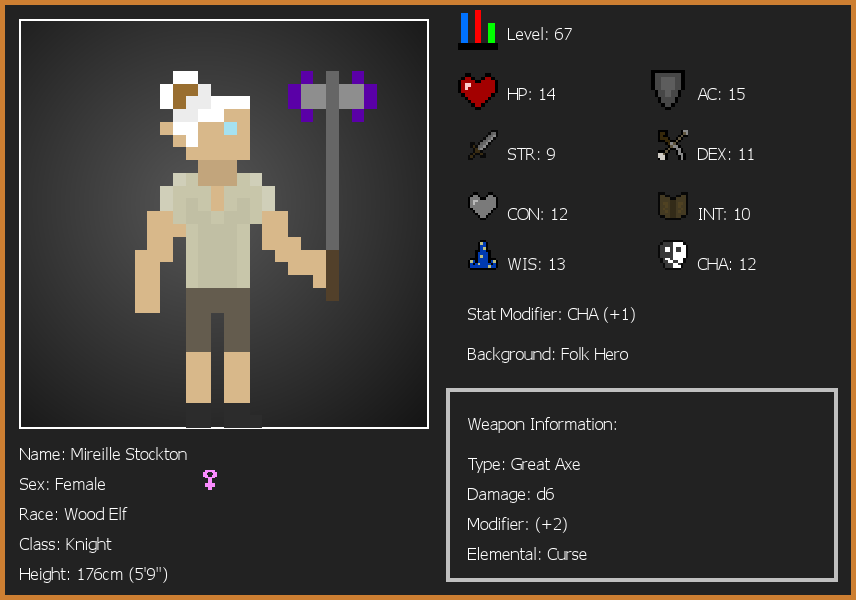 Level: 67
HP: 14
AC: 15
STR: 9
DEX: 11
CON: 12
INT: 10
WIS: 13
CHA: 12
Stat Modifier: CHA (+1)
Background: Folk Hero
Weapon Information:
Type: Great Axe
Damage: d6
Modifier: (+2)
Elemental: Curse
Name: Mireille Stockton
Sex: Female
Race: Wood Elf
Class: Knight
Height: 176cm (5'9")